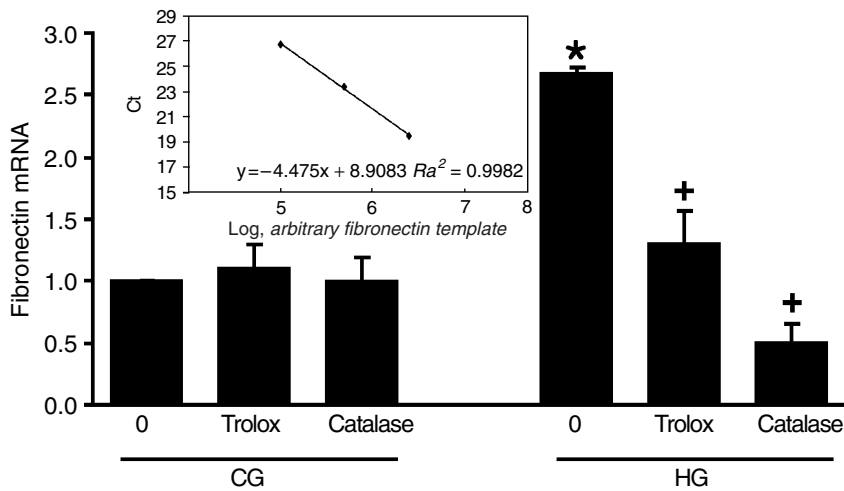 Fibronectin mRNA
3.0
2.5
2.0
1.5
1.0
0.5
0.0
Ct
29
27
25
23
21
19
17
15
y=−4.475x + 8.9083 Ra² = 0.9982
5 6 7 8
Log, arbitrary fibronectin template
*
+
+
0 Trolox Catalase 0 Trolox Catalase
CG HG